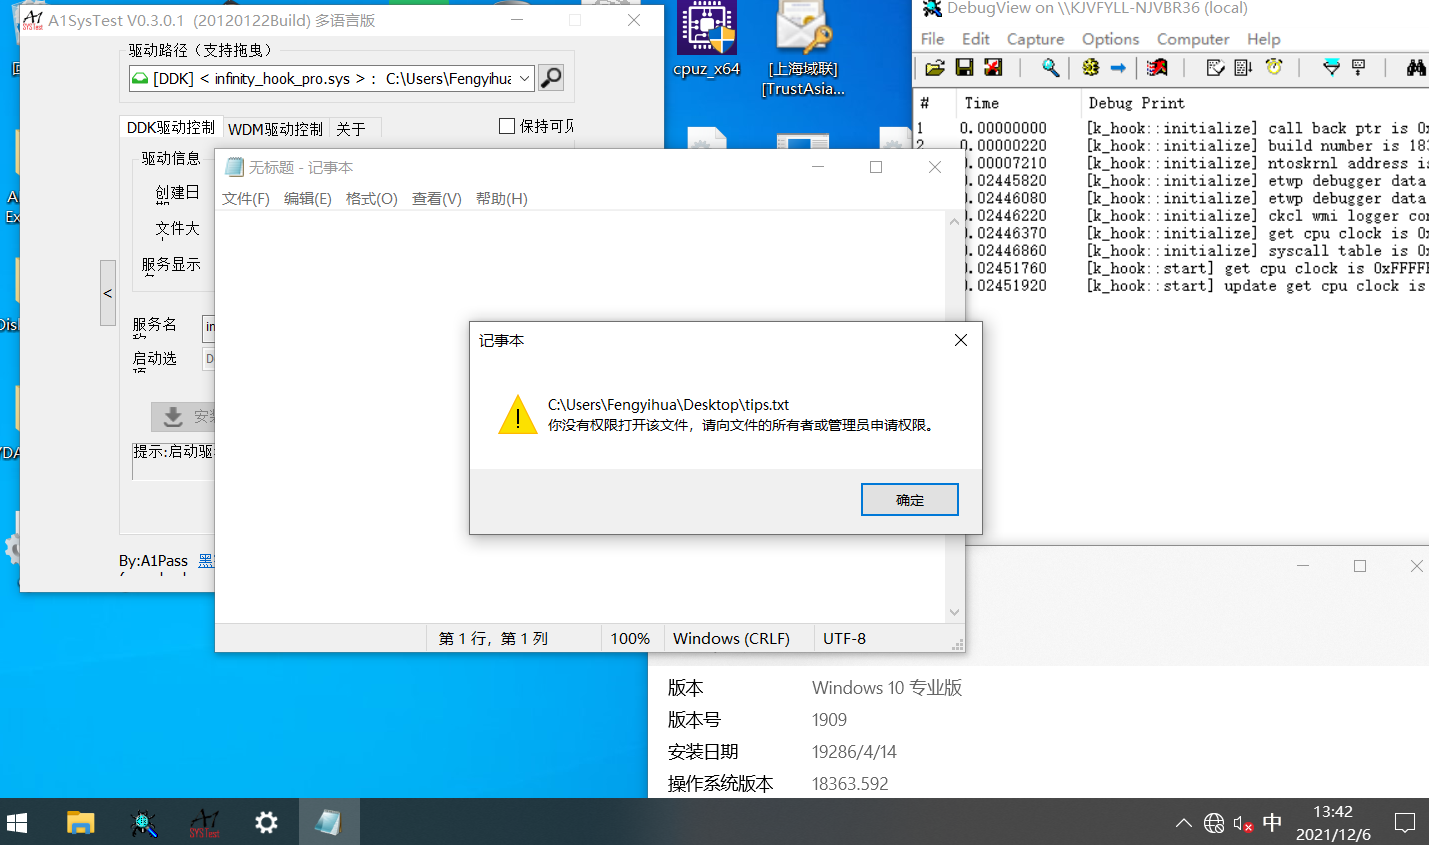 A1SysTest V0.3.0.1 (20120122Build) 多语言版
驱动路径（支持拖曳）
[DDK] < infinity_hook_pro.sys > : C:\Users\Fengyihua
DDK驱动控制
WDM驱动控制
关于
保持可
驱动信息
创建日
文件大
服务显示
<
服务名
启动选
in
D
安
提示:启动驱
By:A1Pass
黑
cpuz_x64
[上海域联]
[TrustAsia...
DebugView on \\KJVFYLL-NJVBR36 (local)
File Edit Capture Options Computer Help
# Time Debug Print
1 0.00000000 [k_hook::initialize] call back ptr is 0x
2 0.00000220 [k_hook::initialize] build number is 183
0.00007210 [k_hook::initialize] ntoskrnl address is
0.02445820 [k_hook::initialize] etwp debugger data
0.02446080 [k_hook::initialize] etwp debugger data
0.02446220 [k_hook::initialize] ckcl wmi logger con
0.02446370 [k_hook::initialize] get cpu clock is 0x
0.02446860 [k_hook::initialize] syscall table is 0x
0.02451760 [k_hook::start] get cpu clock is 0xFFFFF
0.02451920 [k_hook::start] update get cpu clock is
无标题 - 记事本
文件(F) 编辑(E) 格式(O) 查看(V) 帮助(H)
记事本
C:\Users\Fengyihua\Desktop\tips.txt
你没有权限打开该文件，请向文件的所有者或管理员申请权限。
确定
第 1 行，第 1 列
100%
Windows (CRLF)
UTF-8
版本 Windows 10 专业版
版本号 1909
安装日期 19286/4/14
操作系统版本 18363.592
中
13:42
2021/12/6